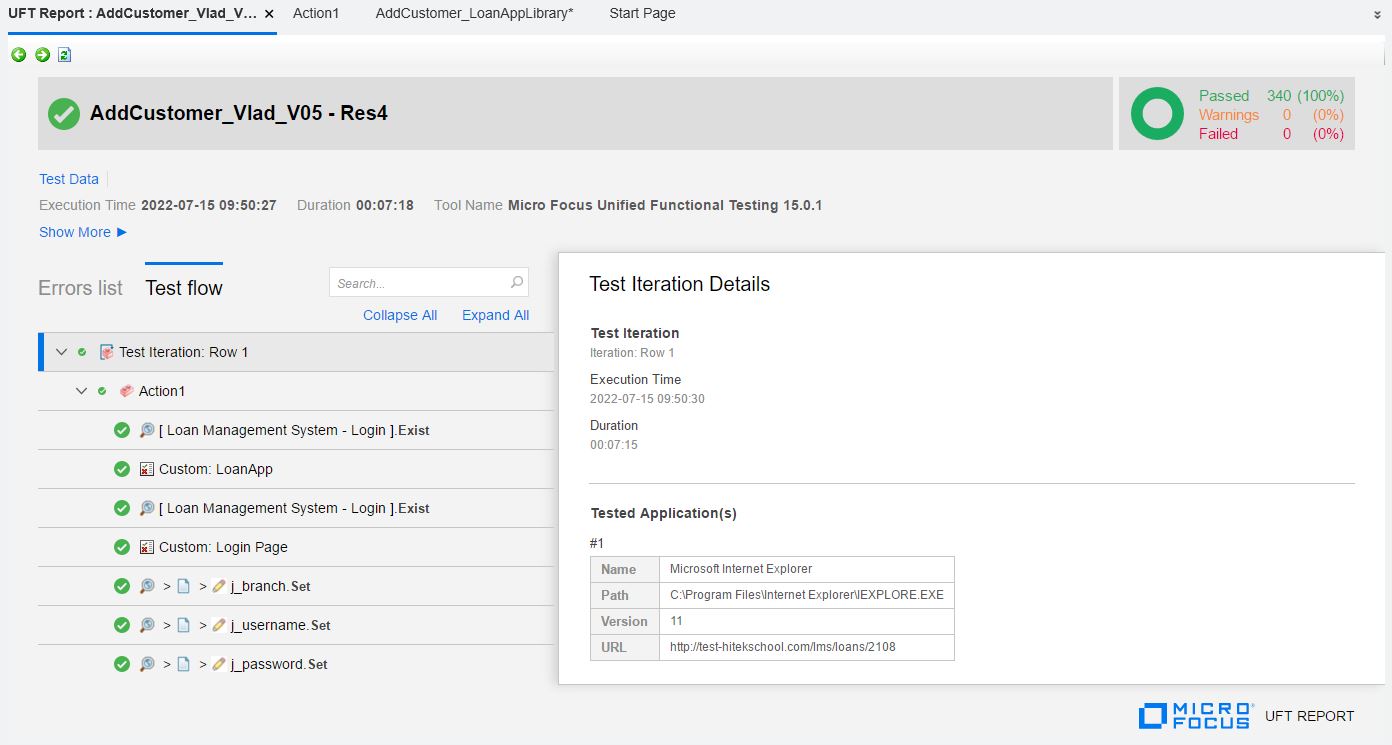 UFT Report : AddCustomer_Vlad_V... × Action1 AddCustomer_LoanAppLibrary* Start Page
AddCustomer_Vlad_V05 - Res4
Passed 340 (100%)
Warnings 0 (0%)
Failed 0 (0%)
Test Data
Execution Time 2022-07-15 09:50:27 Duration 00:07:18 Tool Name Micro Focus Unified Functional Testing 15.0.1
Show More ▶
Errors list Test flow Search...
Collapse All Expand All
Test Iteration: Row 1
Action1
[ Loan Management System - Login ].Exist
Custom: LoanApp
[ Loan Management System - Login ].Exist
Custom: Login Page
> > j_branch.Set
> > j_username.Set
> > j_password.Set
Test Iteration Details
Test Iteration
Iteration: Row 1
Execution Time
2022-07-15 09:50:30
Duration
00:07:15
Tested Application(s)
#1
Name Microsoft Internet Explorer
Path C:\Program Files\Internet Explorer\IEXPLORE.EXE
Version 11
URL http://test-hitekschool.com/lms/loans/2108
MICRO
FOCUS
UFT REPORT